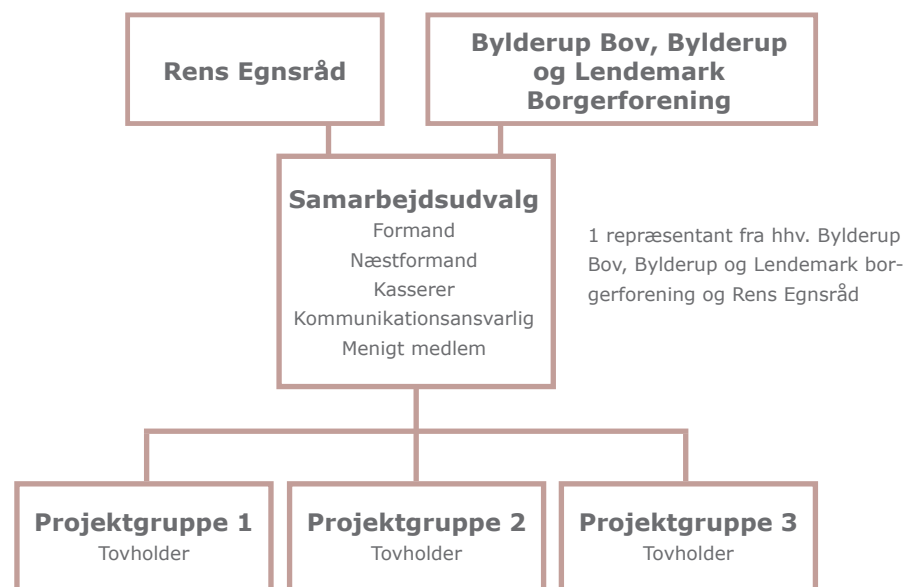 Rens Egnsråd
Bylderup Bov, Bylderup
og Lendemark
Borgerforening
Samarbejdsudvalg
Formand
Næstformand
Kasserer
Kommunikationsansvarlig
Menigt medlem
1 repræsentant fra hhv. Bylderup
Bov, Bylderup og Lendemark bor-
gerforening og Rens Egnsråd
Projektgruppe 1
Tovholder
Projektgruppe 2
Tovholder
Projektgruppe 3
Tovholder